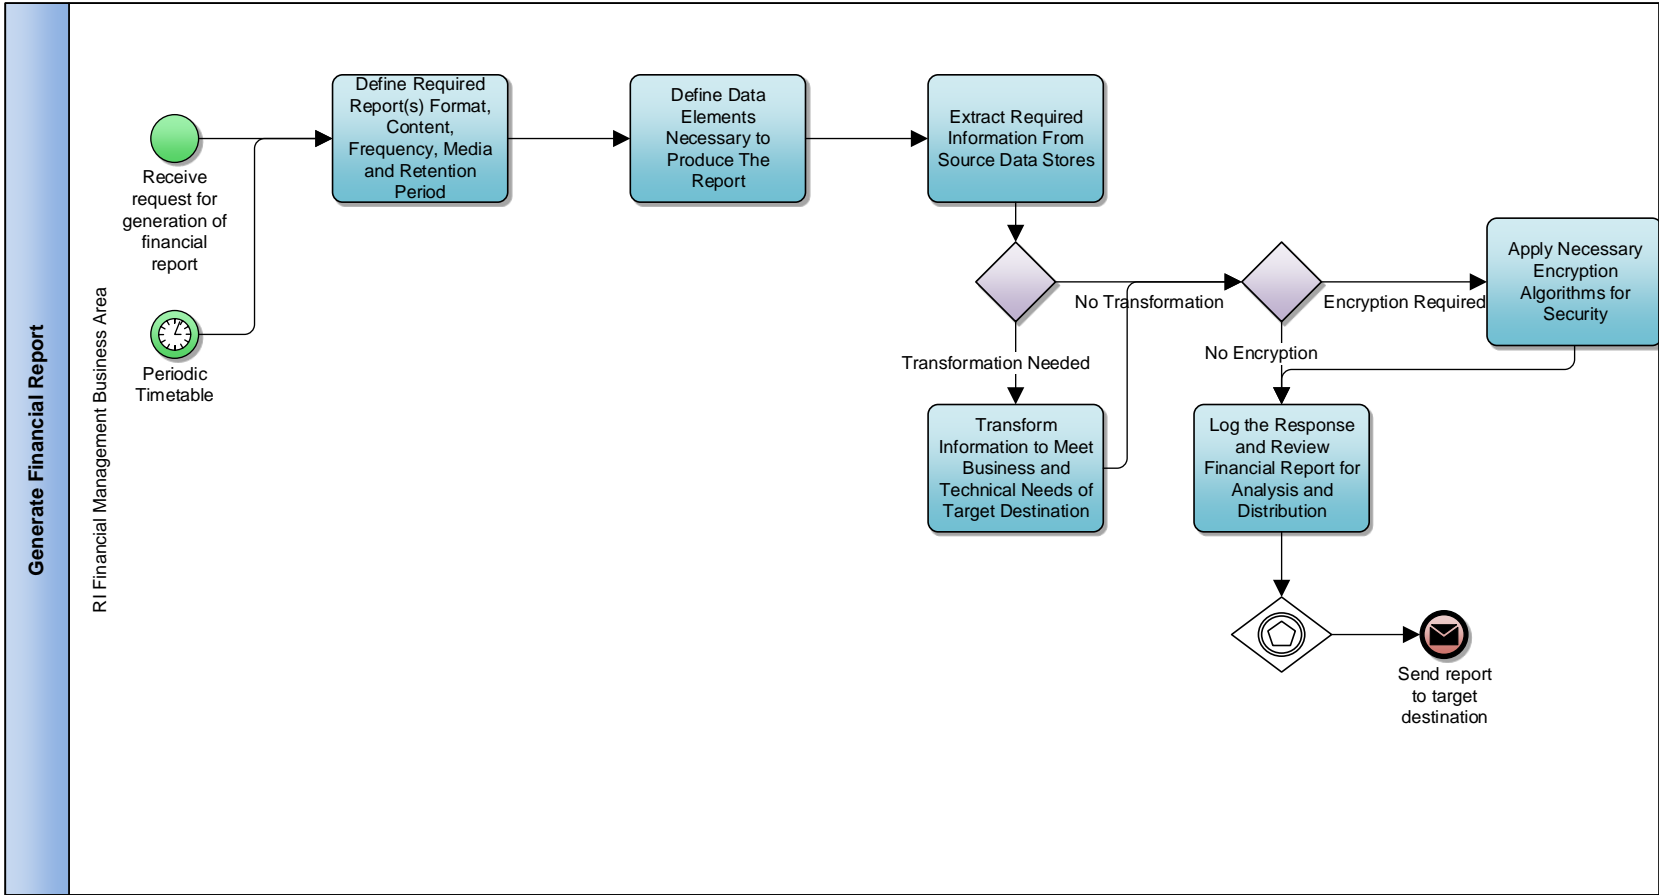 Generate Financial Report
RI Financial Management Business Area
Receive
request for
generation of
financial
report
Periodic
Timetable
Define Required
Report(s) Format,
Content,
Frequency, Media
and Retention
Period
Define Data
Elements
Necessary to
Produce The
Report
Extract Required
Information From
Source Data Stores
No Transformation
Transformation Needed
Transform
Information to Meet
Business and
Technical Needs of
Target Destination
Encryption Required
No Encryption
Apply Necessary
Encryption
Algorithms for
Security
Log the Response
and Review
Financial Report for
Analysis and
Distribution
Send report
to target
destination